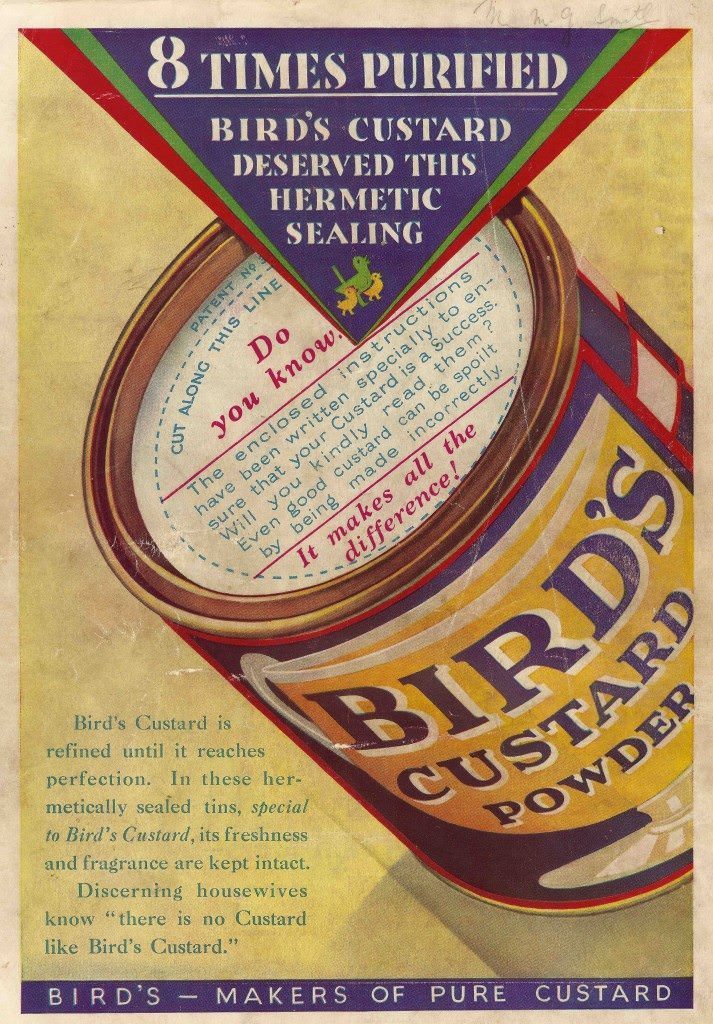 M. M. G. Smith
8 TIMES PURIFIED
BIRD'S CUSTARD
DESERVED THIS
HERMETIC
SEALING
PATENT No
CUT ALONG THIS LINE
Do
you know.
The enclosed instructions
have been written specially to en-
sure that your Custard is a Success.
Will you kindly read them?
Even good custard can be spoilt
by being made incorrectly.
It makes all the
difference!
BIRD'S
CUSTARD
POWDER
Bird's Custard is
refined until it reaches
perfection. In these her-
metically sealed tins, special
to Bird's Custard, its freshness
and fragrance are kept intact.
Discerning housewives
know "there is no Custard
like Bird's Custard."
BIRD'S — MAKERS OF PURE CUSTARD